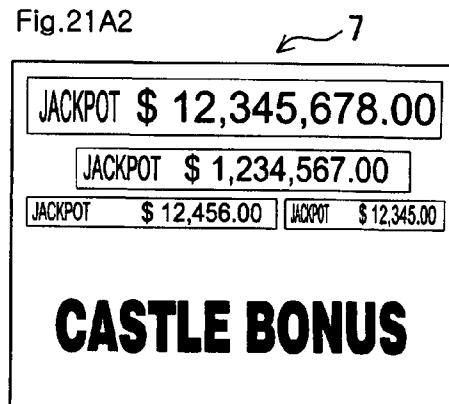 Fig.21A2
7
JACKPOT $ 12,345,678.00
JACKPOT $ 1,234,567.00
JACKPOT $ 12,456.00 JACKPOT $ 12,345.00
CASTLE BONUS